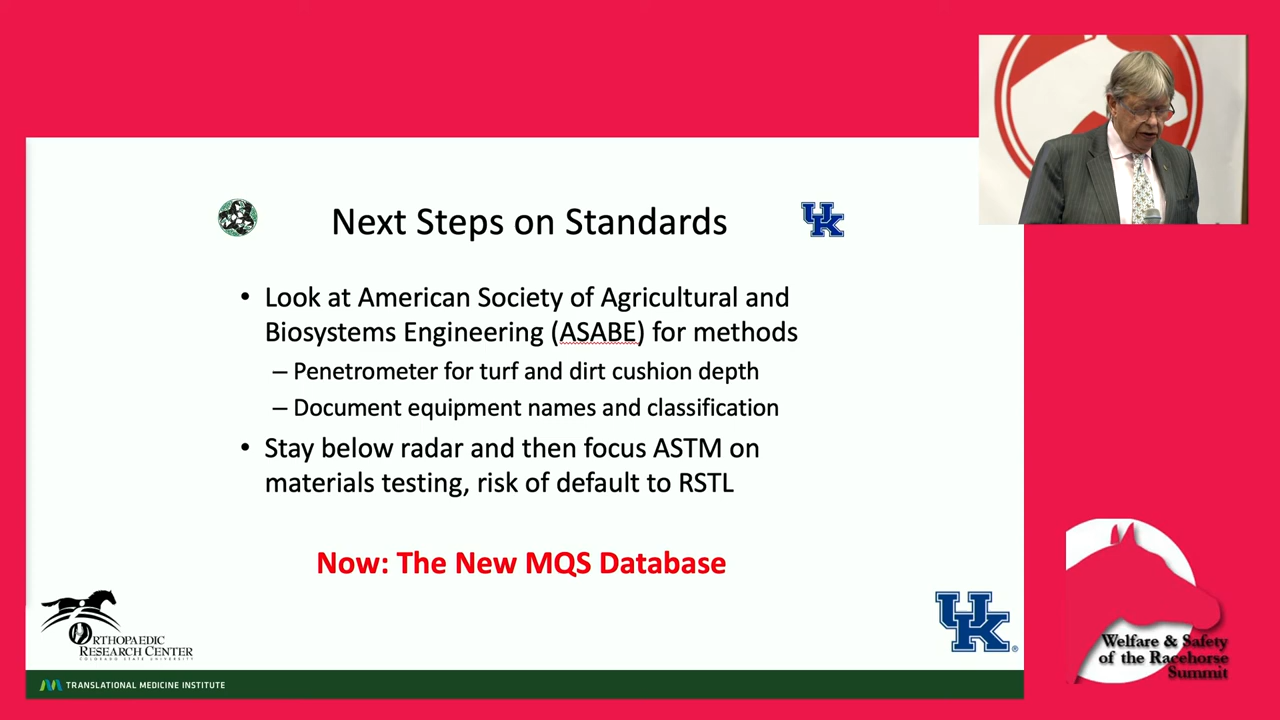 Next Steps on Standards
UK
• Look at American Society of Agricultural and
Biosystems Engineering (ASABE) for methods
– Penetrometer for turf and dirt cushion depth
– Document equipment names and classification
• Stay below radar and then focus ASTM on
materials testing, risk of default to RSTL
Now: The New MQS Database
ORTHOPAEDIC
RESEARCH CENTER
COLORADO STATE UNIVERSITY
UK
TRANSLATIONAL MEDICINE INSTITUTE
Welfare & Safety
of the Racehorse
Summit